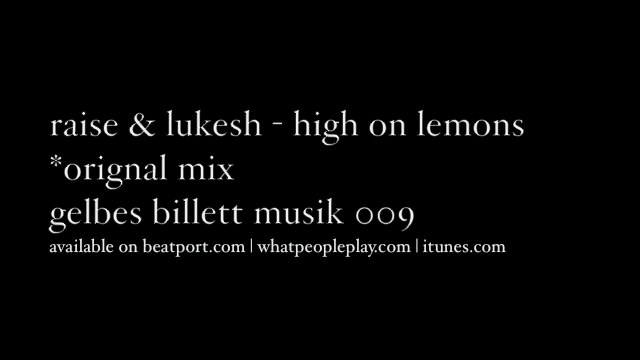 raise & lukesh - high on lemons
*orignal mix
gelbes billett musik 009
available on beatport.com | whatpeopleplay.com | itunes.com